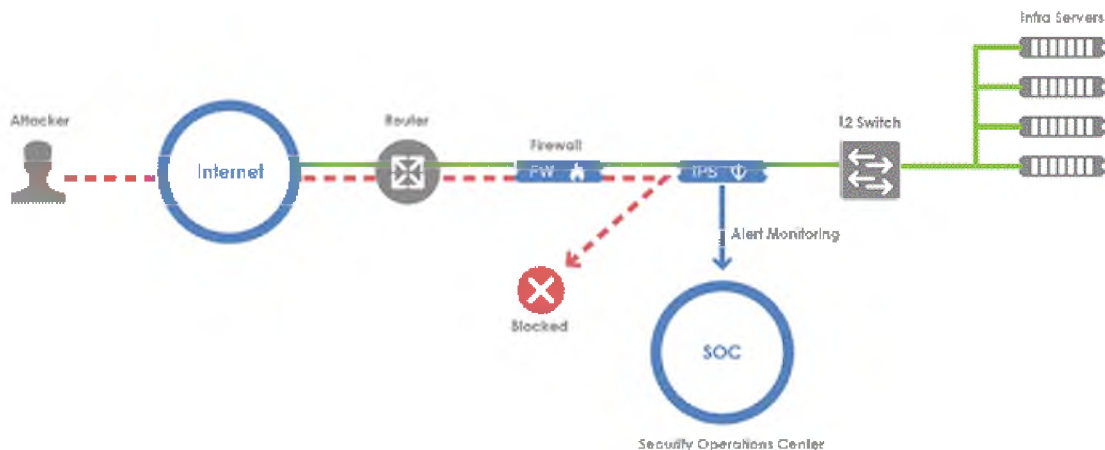 Infra Servers
Attacker
Router
L2 Switch
Firewall
Internet
FW
IPS
Alert Monitoring
Blocked
SOC
Security Operations Center